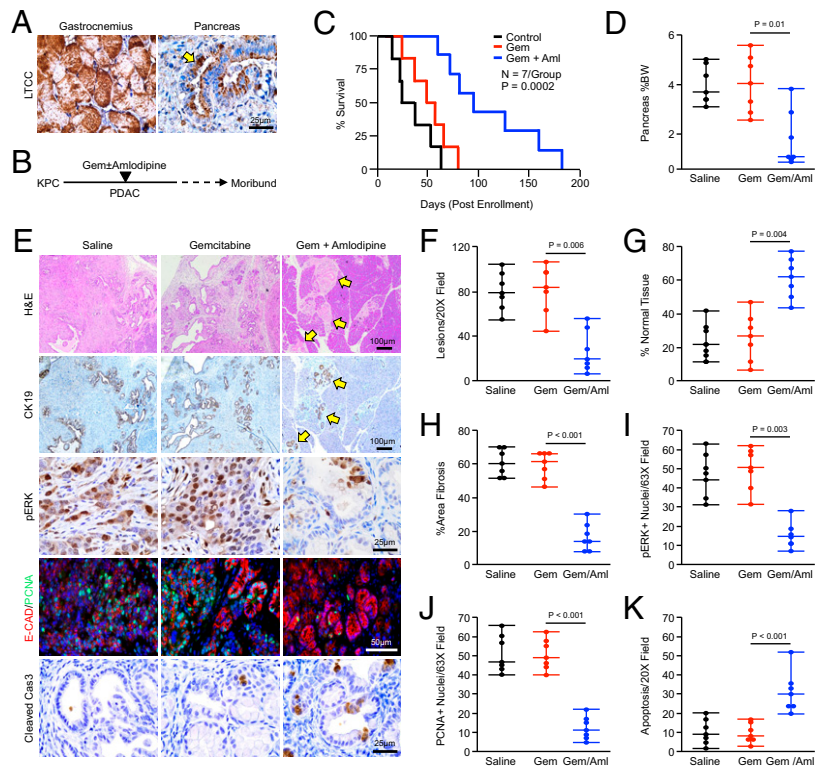 A
Gastrocnemius
Pancreas
LTCC
25µm
B
Gem±Amlodipine
KPC
Moribund
PDAC
C
% Survival
100
80
60
40
20
0
0
50
100
150
200
Days (Post Enrollment)
Control
Gem
Gem + Aml
N = 7/Group
P = 0.0002
D
P = 0.01
Pancreas %BW
6
4
2
0
Saline
Gem
Gem/Aml
E
Saline
Gemcitabine
Gem + Amlodipine
H&E
100µm
CK19
100µm
pERK
25µm
E-CAD/PCNA
50µm
Cleaved Cas3
25µm
F
P = 0.006
Lesions/20X Field
120
80
40
0
Saline
Gem
Gem/Aml
G
P = 0.004
% Normal Tissue
80
60
40
20
0
Saline
Gem
Gem/Aml
H
P < 0.001
%Area Fibrosis
80
60
40
20
0
Saline
Gem
Gem/Aml
I
P = 0.003
pERK+ Nuclei/63X Field
70
60
50
40
30
20
10
0
Saline
Gem
Gem/Aml
J
P < 0.001
PCNA+ Nuclei/63X Field
70
60
50
40
30
20
10
0
Saline
Gem
Gem/Aml
K
P < 0.001
Apoptosis/20X Field
70
60
50
40
30
20
10
0
Saline
Gem
Gem /Aml